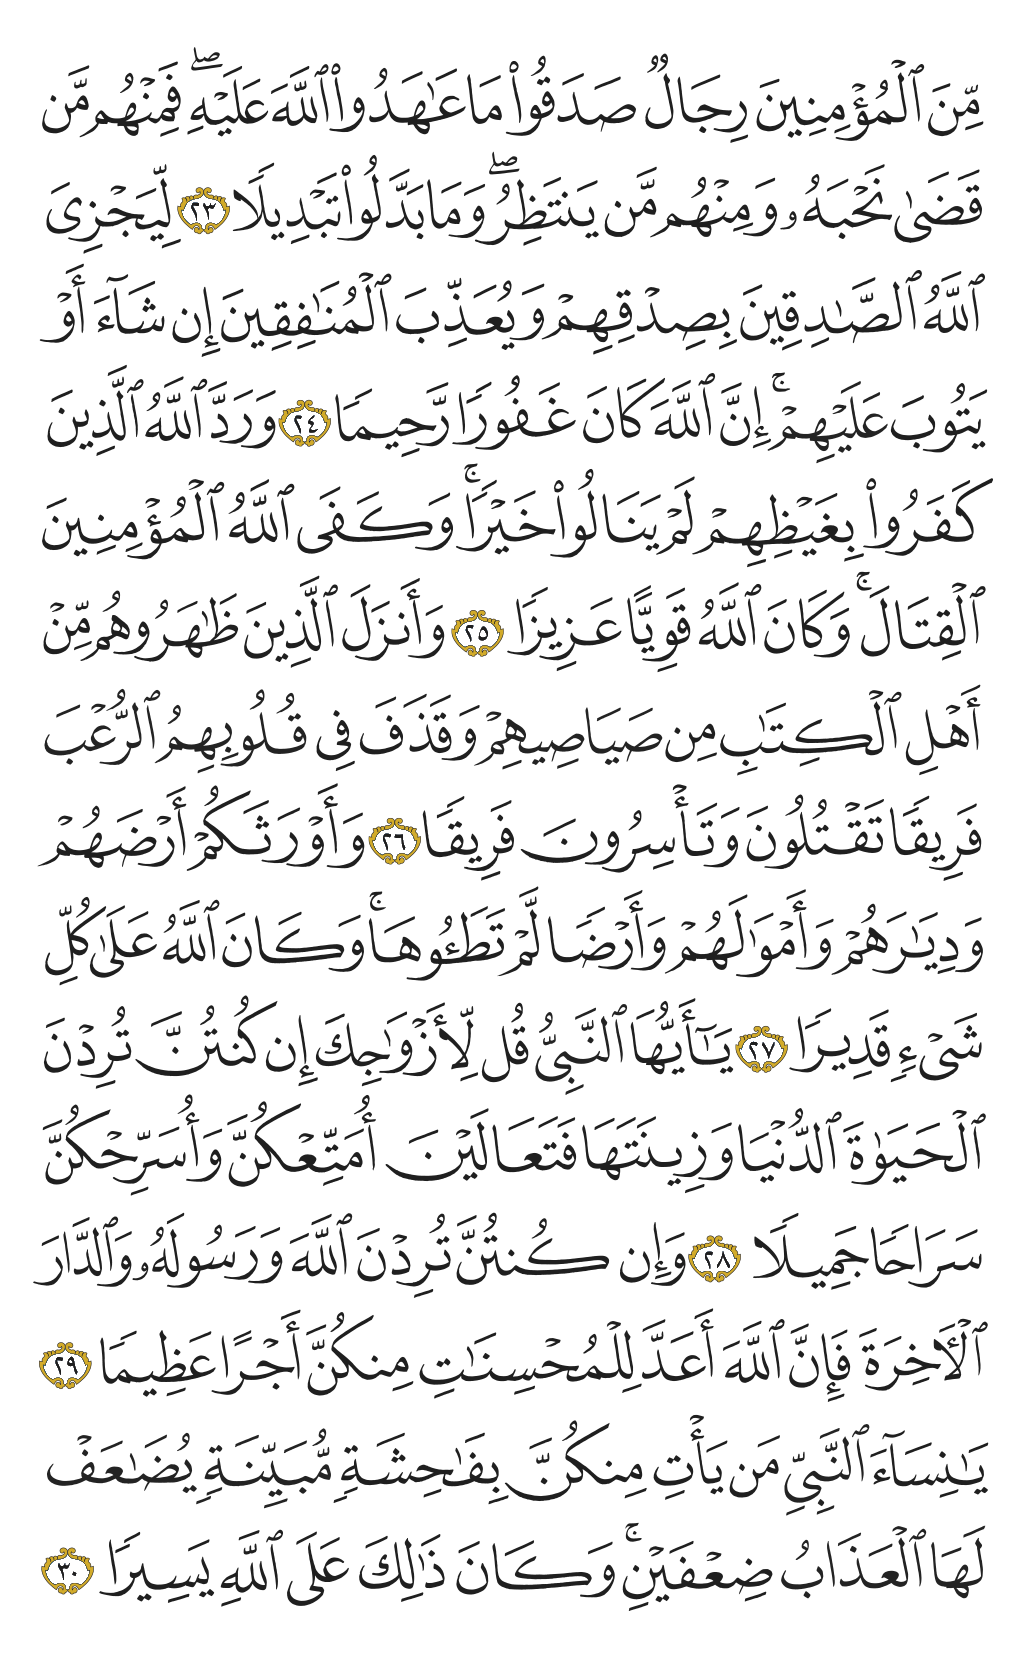 مِّنَ ٱلْمُؤْمِنِينَ رِجَالٌ صَدَقُوا۟ مَا عَٰهَدُوا۟ ٱللَّهَ عَلَيْهِ ۖ فَمِنْهُم مَّن
قَضَىٰ نَحْبَهُۥ وَمِنْهُم مَّن يَنتَظِرُ ۖ وَمَا بَدَّلُوا۟ تَبْدِيلًا ٢٣ لِّيَجْزِىَ
ٱللَّهُ ٱلصَّٰدِقِينَ بِصِدْقِهِمْ وَيُعَذِّبَ ٱلْمُنَٰفِقِينَ إِن شَآءَ أَوْ
يَتُوبَ عَلَيْهِمْ ۚ إِنَّ ٱللَّهَ كَانَ غَفُورًا رَّحِيمًا ٢٤ وَرَدَّ ٱللَّهُ ٱلَّذِينَ
كَفَرُوا۟ بِغَيْظِهِمْ لَمْ يَنَالُوا۟ خَيْرًا ۚ وَكَفَى ٱللَّهُ ٱلْمُؤْمِنِينَ
ٱلْقِتَالَ ۚ وَكَانَ ٱللَّهُ قَوِيًّا عَزِيزًا ٢٥ وَأَنزَلَ ٱلَّذِينَ ظَٰهَرُوهُم مِّنْ
أَهْلِ ٱلْكِتَٰبِ مِن صَيَاصِيهِمْ وَقَذَفَ فِى قُلُوبِهِمُ ٱلرُّعْبَ
فَرِيقًا تَقْتُلُونَ وَتَأْسِرُونَ فَرِيقًا ٢٦ وَأَوْرَثَكُمْ أَرْضَهُمْ
وَدِيَٰرَهُمْ وَأَمْوَٰلَهُمْ وَأَرْضًا لَّمْ تَطَـُٔوهَا ۚ وَكَانَ ٱللَّهُ عَلَىٰ كُلِّ
شَىْءٍ قَدِيرًا ٢٧ يَٰٓأَيُّهَا ٱلنَّبِىُّ قُل لِّأَزْوَٰجِكَ إِن كُنتُنَّ تُرِدْنَ
ٱلْحَيَوٰةَ ٱلدُّنْيَا وَزِينَتَهَا فَتَعَالَيْنَ أُمَتِّعْكُنَّ وَأُسَرِّحْكُنَّ
سَرَاحًا جَمِيلًا ٢٨ وَإِن كُنتُنَّ تُرِدْنَ ٱللَّهَ وَرَسُولَهُۥ وَٱلدَّارَ
ٱلْـَٔاخِرَةَ فَإِنَّ ٱللَّهَ أَعَدَّ لِلْمُحْسِنَٰتِ مِنكُنَّ أَجْرًا عَظِيمًا ٢٩
يَٰنِسَآءَ ٱلنَّبِىِّ مَن يَأْتِ مِنكُنَّ بِفَٰحِشَةٍ مُّبَيِّنَةٍ يُضَٰعَفْ
لَهَا ٱلْعَذَابُ ضِعْفَيْنِ ۚ وَكَانَ ذَٰلِكَ عَلَى ٱللَّهِ يَسِيرًا ٣٠